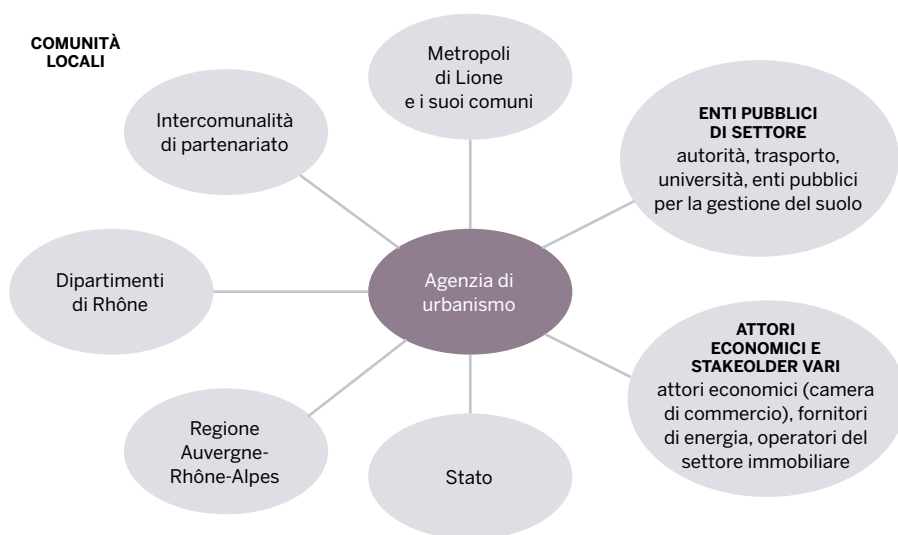 COMUNITÀ
LOCALI
Metropoli
di Lione
e i suoi comuni
Intercomunalità
di partenariato
ENTI PUBBLICI
DI SETTORE
autorità, trasporto,
università, enti pubblici
per la gestione del suolo
Dipartimenti
di Rhône
Agenzia di
urbanismo
ATTORI
ECONOMICI E
STAKEOLDER VARI
attori economici (camera
di commercio), fornitori
di energia, operatori del
settore immobiliare
Regione
Auvergne-
Rhône-Alpes
Stato